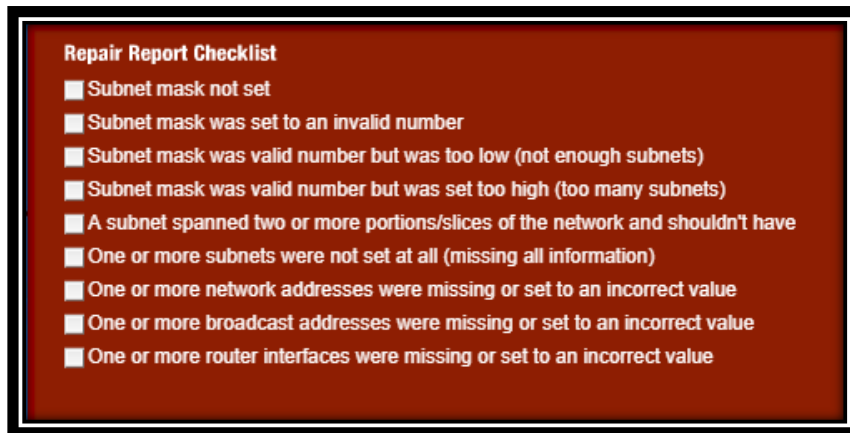 Repair Report Checklist
Subnet mask not set
Subnet mask was set to an invalid number
Subnet mask was valid number but was too low (not enough subnets)
Subnet mask was valid number but was set too high (too many subnets)
A subnet spanned two or more portions/slices of the network and shouldn't have
One or more subnets were not set at all (missing all information)
One or more network addresses were missing or set to an incorrect value
One or more broadcast addresses were missing or set to an incorrect value
One or more router interfaces were missing or set to an incorrect value